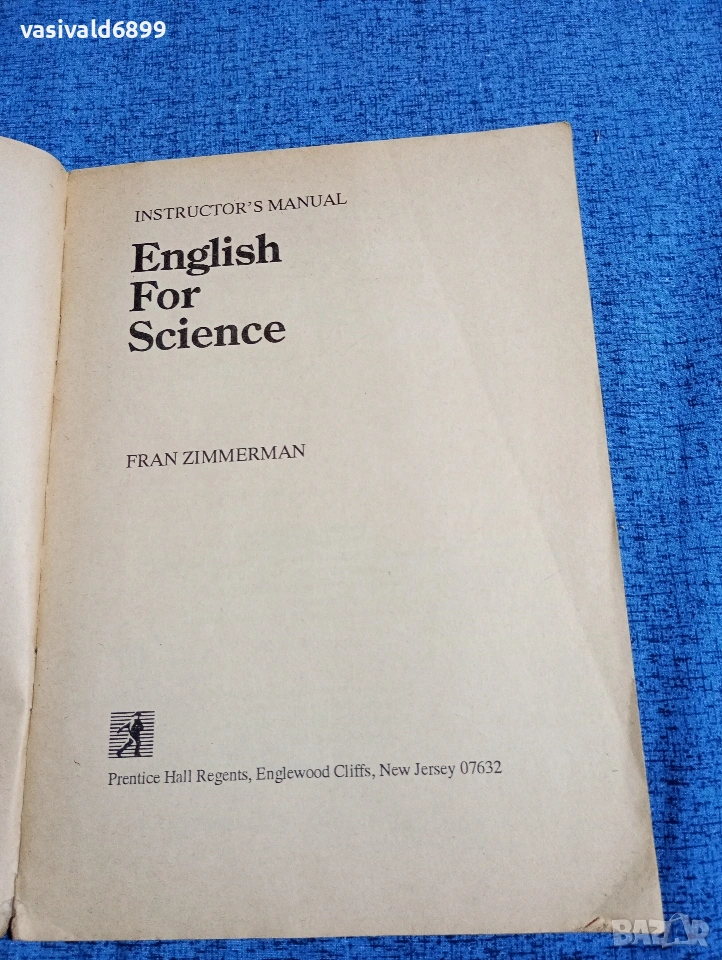 vasivald6899
INSTRUCTOR'S MANUAL
English
For
Science
FRAN ZIMMERMAN
Prentice Hall Regents, Englewood Cliffs, New Jersey 07632
BAZAR